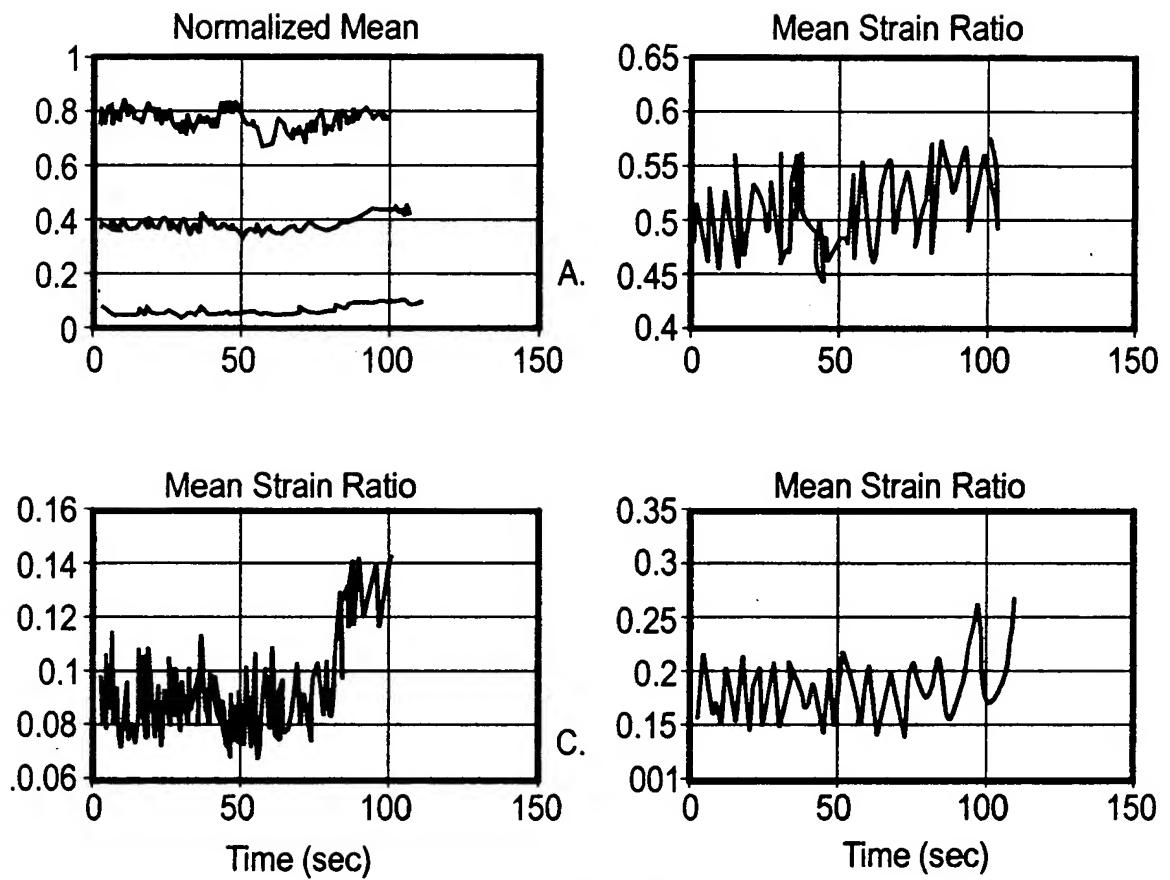 Normalized Mean
1
0.8
0.6
0.4
0.2
0
0 50 100 150
A.
Mean Strain Ratio
0.65
0.6
0.55
0.5
0.45
0.4
0 50 100 150
Mean Strain Ratio
0.16
0.14
0.12
0.1
0.08
.0.06
0 50 100 150
Time (sec)
C.
Mean Strain Ratio
0.35
0.3
0.25
0.2
0.15
001
0 50 100 150
Time (sec)